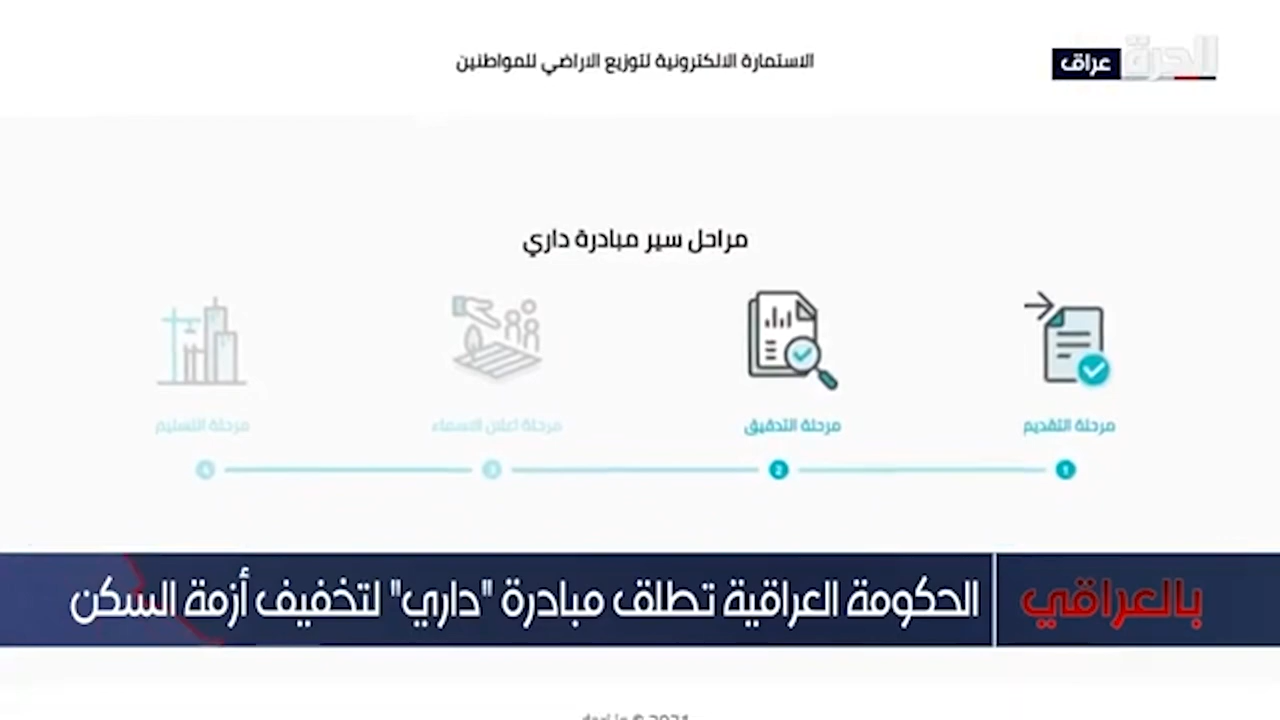 الحرة
عراق
الاستمارة الالكترونية لتوزيع الاراضي للمواطنين
مراحل سير مبادرة داري
مرحلة التقديم
مرحلة التدقيق
مرحلة اعلان الاسماء
مرحلة التسليم
1
2
3
4
بالعراقي
الحكومة العراقية تطلق مبادرة "داري" لتخفيف أزمة السكن